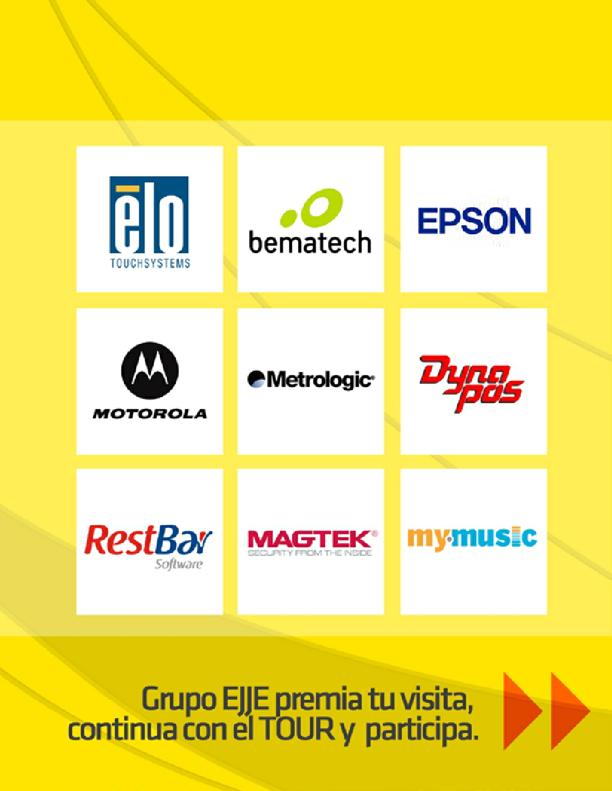 ēlo
TOUCHSYSTEMS
bematech
EPSON
MOTOROLA
Metrologic®
Dyna
pos
RestBar
Software
MAGTEK®
SECURITY FROM THE INSIDE
my·music
Grupo EJJE premia tu visita,
continua con él TOUR y participa.